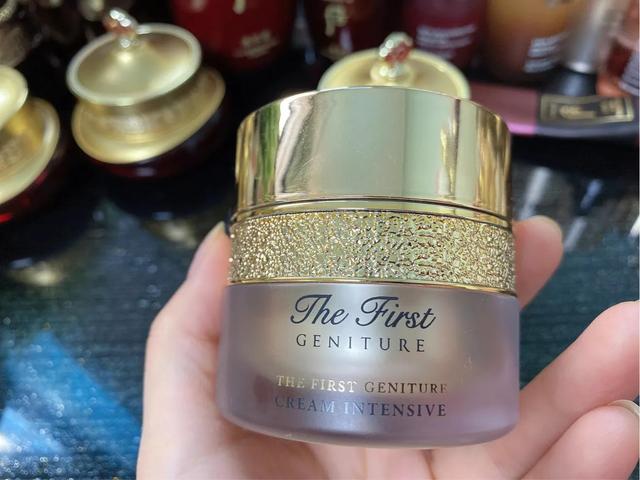 The First
GENITURE
THE FIRST GENITURE
CREAM INTENSIVE